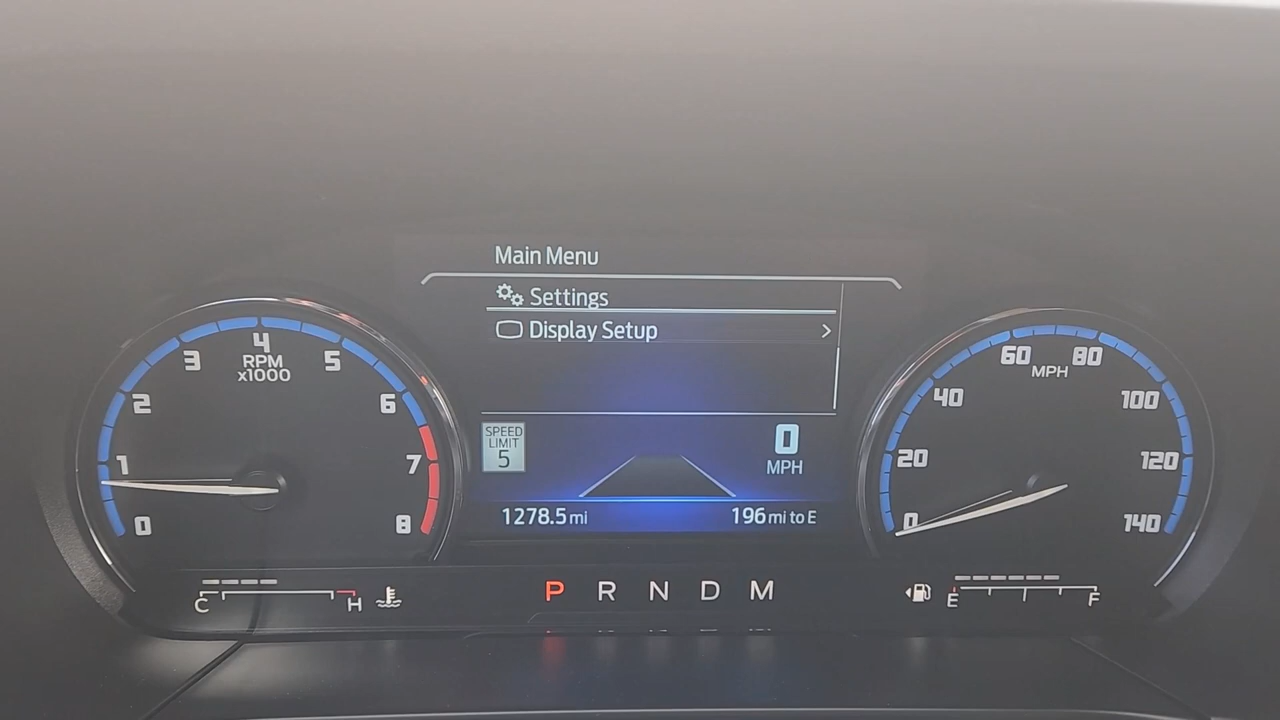 Main Menu
Settings
Display Setup >
0 1 2 3 4 5 6 7 8
RPM
x1000
SPEED
LIMIT
5
0
MPH
1278.5 mi
196 mi to E
0 20 40 60 80 100 120 140
MPH
C H
P R N D M
E F